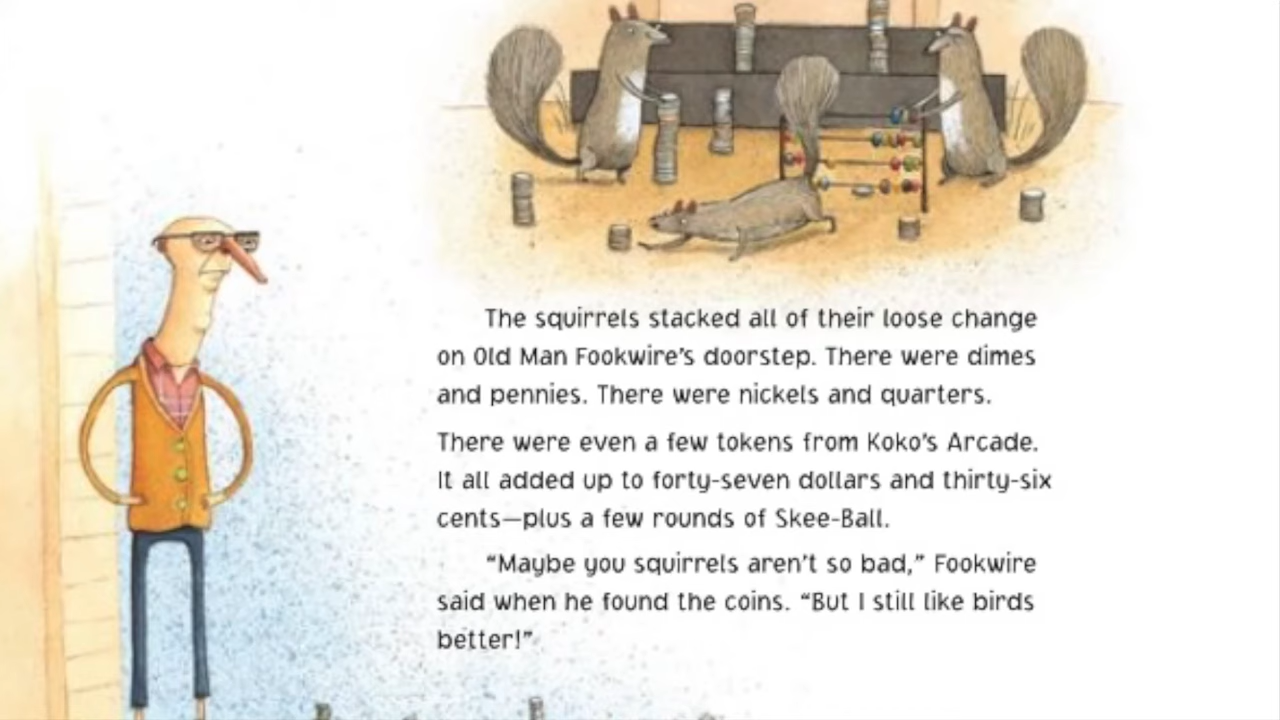 The squirrels stacked all of their loose change
on Old Man Fookwire’s doorstep. There were dimes
and pennies. There were nickels and quarters.
There were even a few tokens from Koko’s Arcade.
It all added up to forty-seven dollars and thirty-six
cents—plus a few rounds of Skee-Ball.
“Maybe you squirrels aren’t so bad,” Fookwire
said when he found the coins. “But I still like birds
better!”